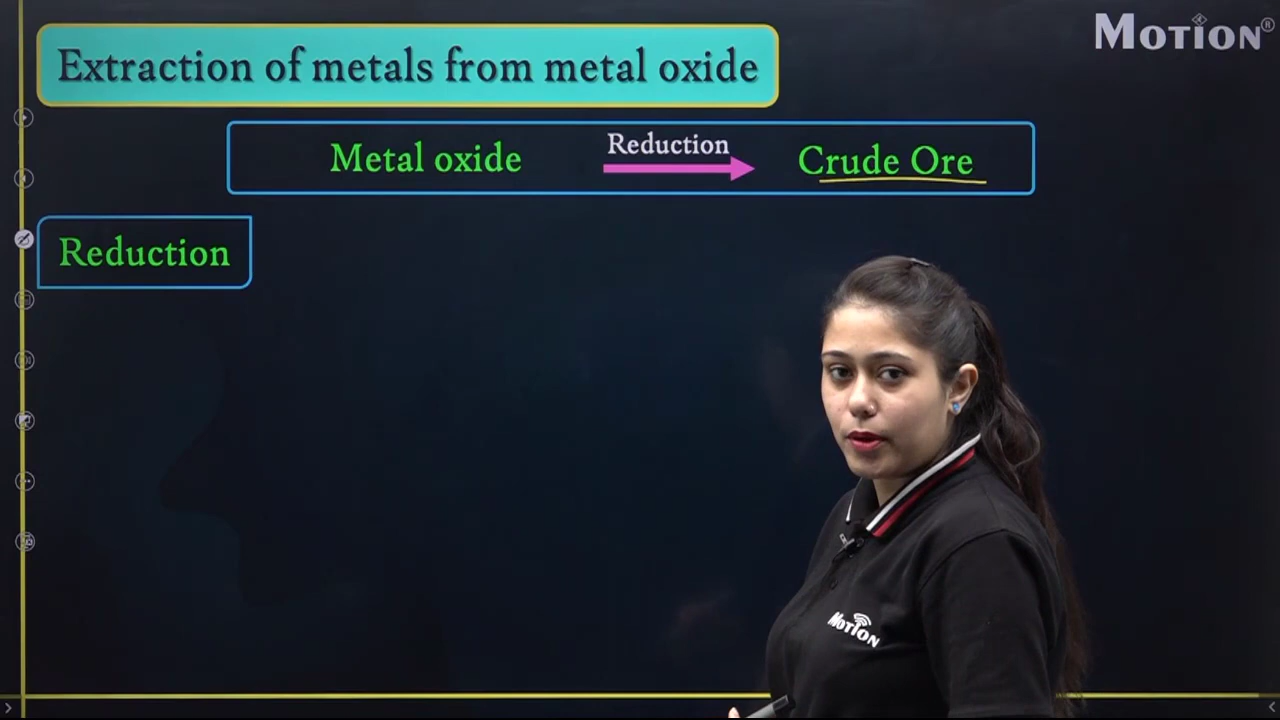 MOTION®
Extraction of metals from metal oxide
Reduction
Metal oxide
Crude Ore
Reduction
MOTION